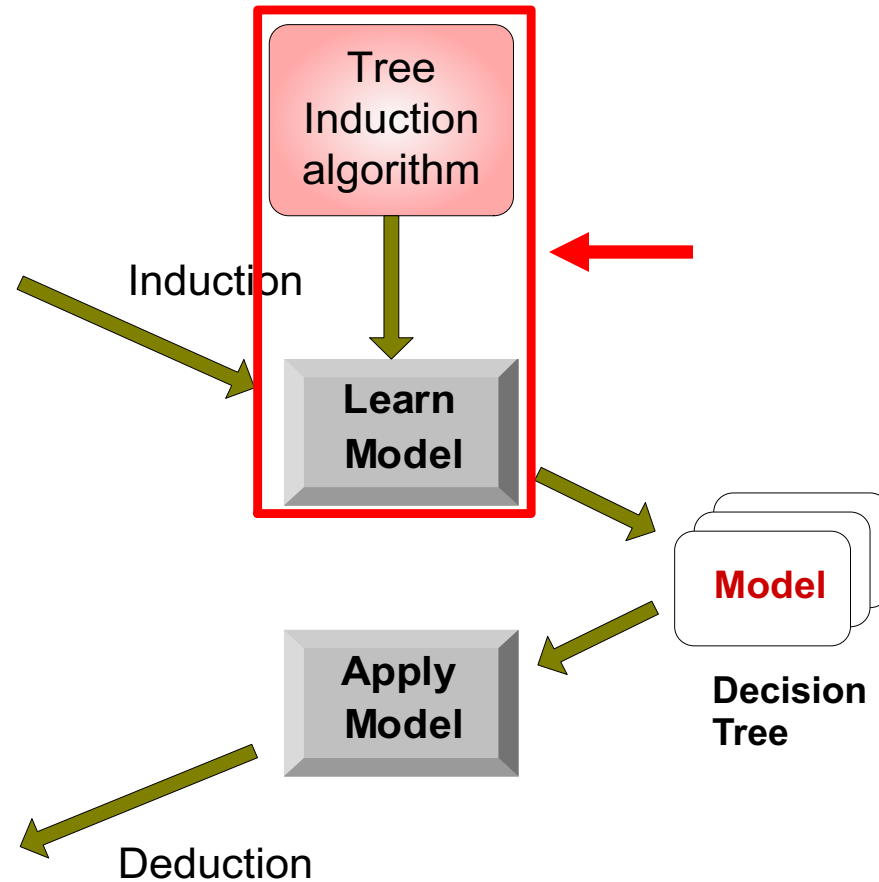 Tree
Induction
algorithm
Induction
Learn
Model
Model
Decision
Tree
Apply
Model
Deduction